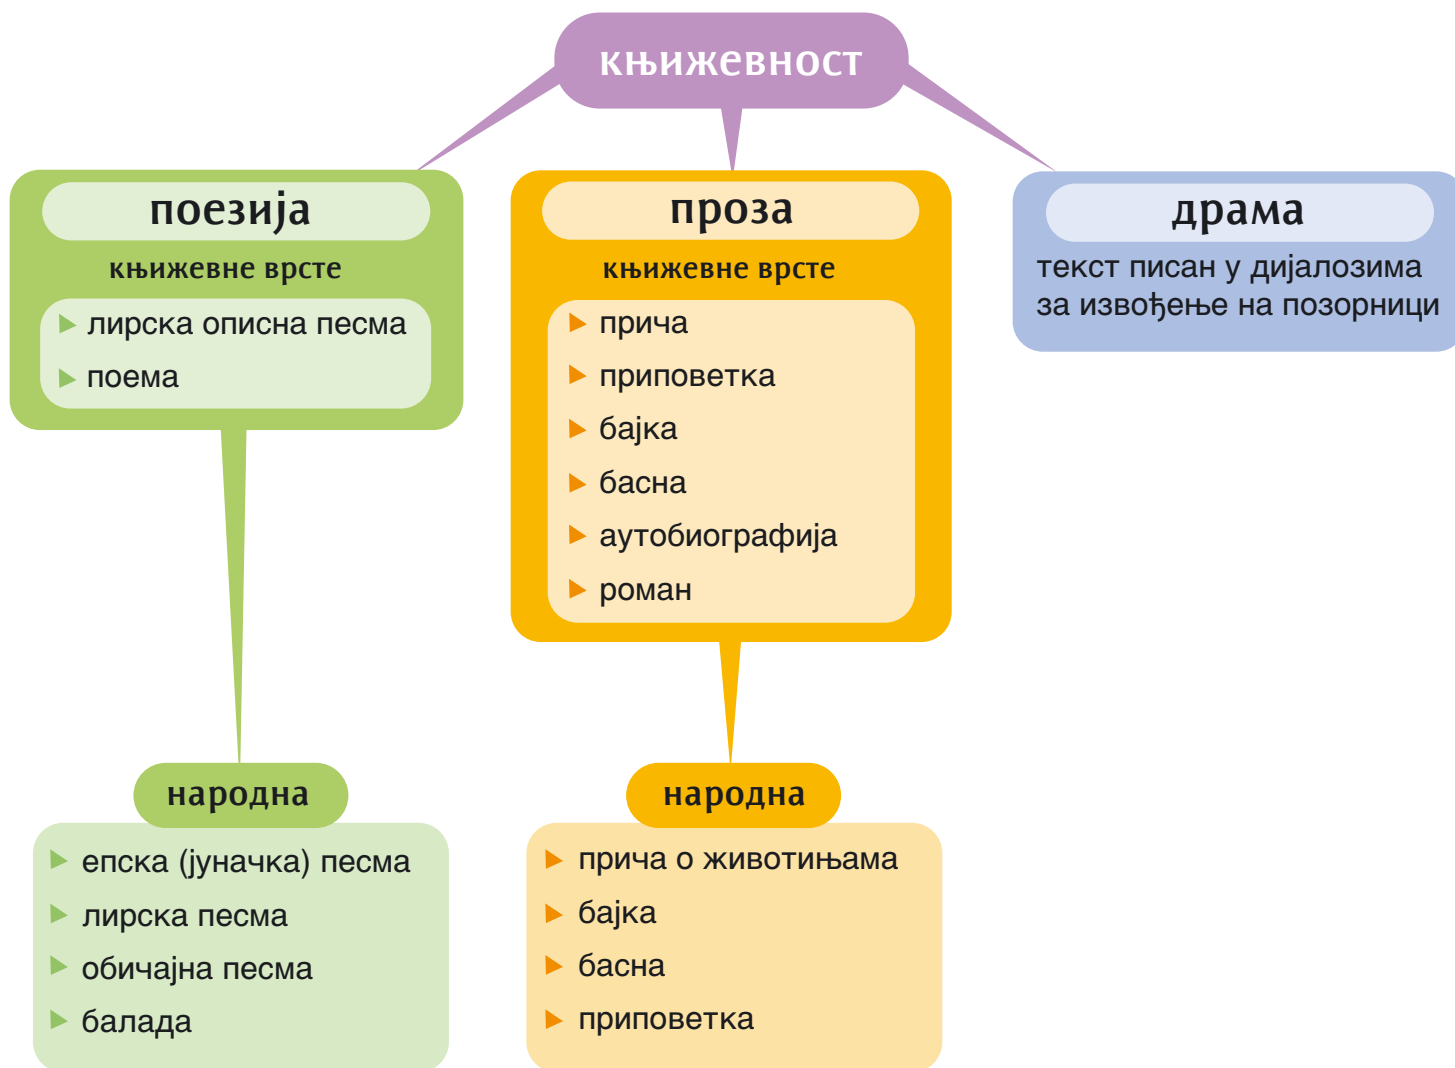 књижевност
поезија
књижевне врсте
лирска описна песма
поема
проза
књижевне врсте
прича
приповетка
бајка
басна
аутобиографија
роман
драма
текст писан у дијалозима
за извођење на позорници
народна
епска (јуначка) песма
лирска песма
обичајна песма
балада
народна
прича о животињама
бајка
басна
приповетка